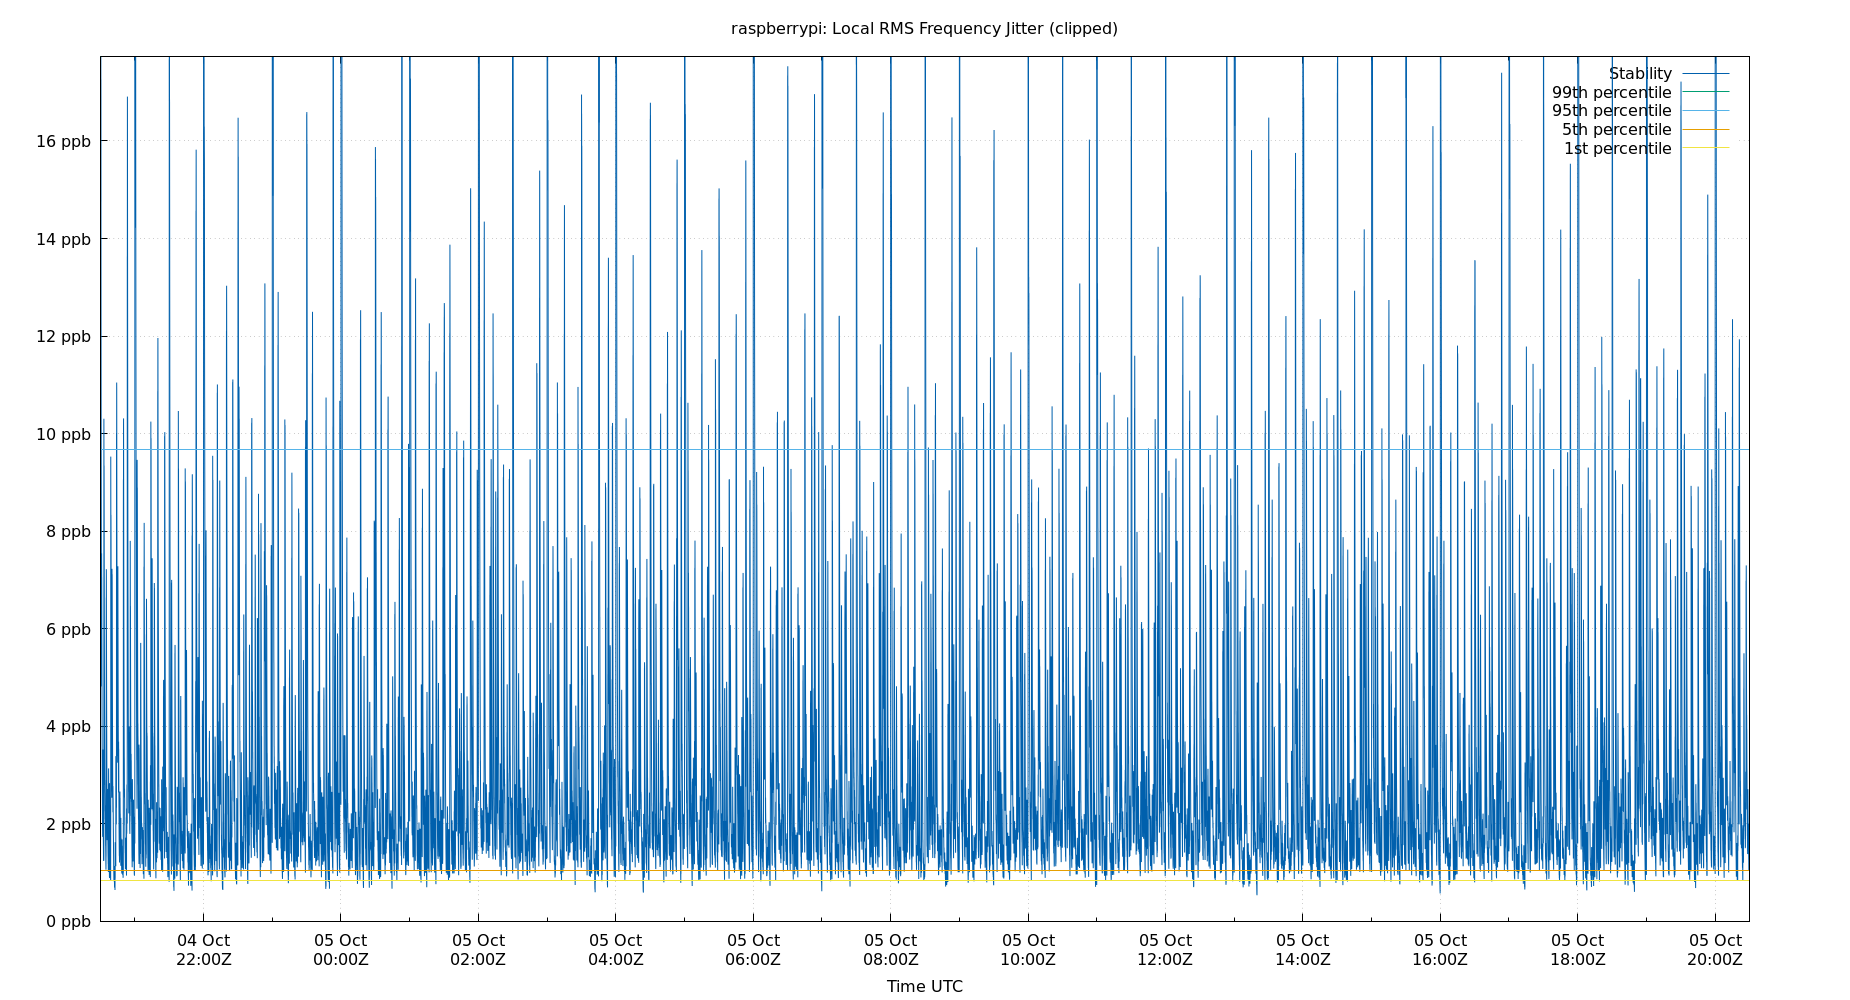 raspberrypi: Local RMS Frequency Jitter (clipped)
Stability
99th percentile
95th percentile
5th percentile
1st percentile
16 ppb
14 ppb
12 ppb
10 ppb
8 ppb
6 ppb
4 ppb
2 ppb
0 ppb
04 Oct 05 Oct 05 Oct 05 Oct 05 Oct 05 Oct 05 Oct 05 Oct 05 Oct 05 Oct 05 Oct 05 Oct
22:00Z 00:00Z 02:00Z 04:00Z 06:00Z 08:00Z 10:00Z 12:00Z 14:00Z 16:00Z 18:00Z 20:00Z
Time UTC